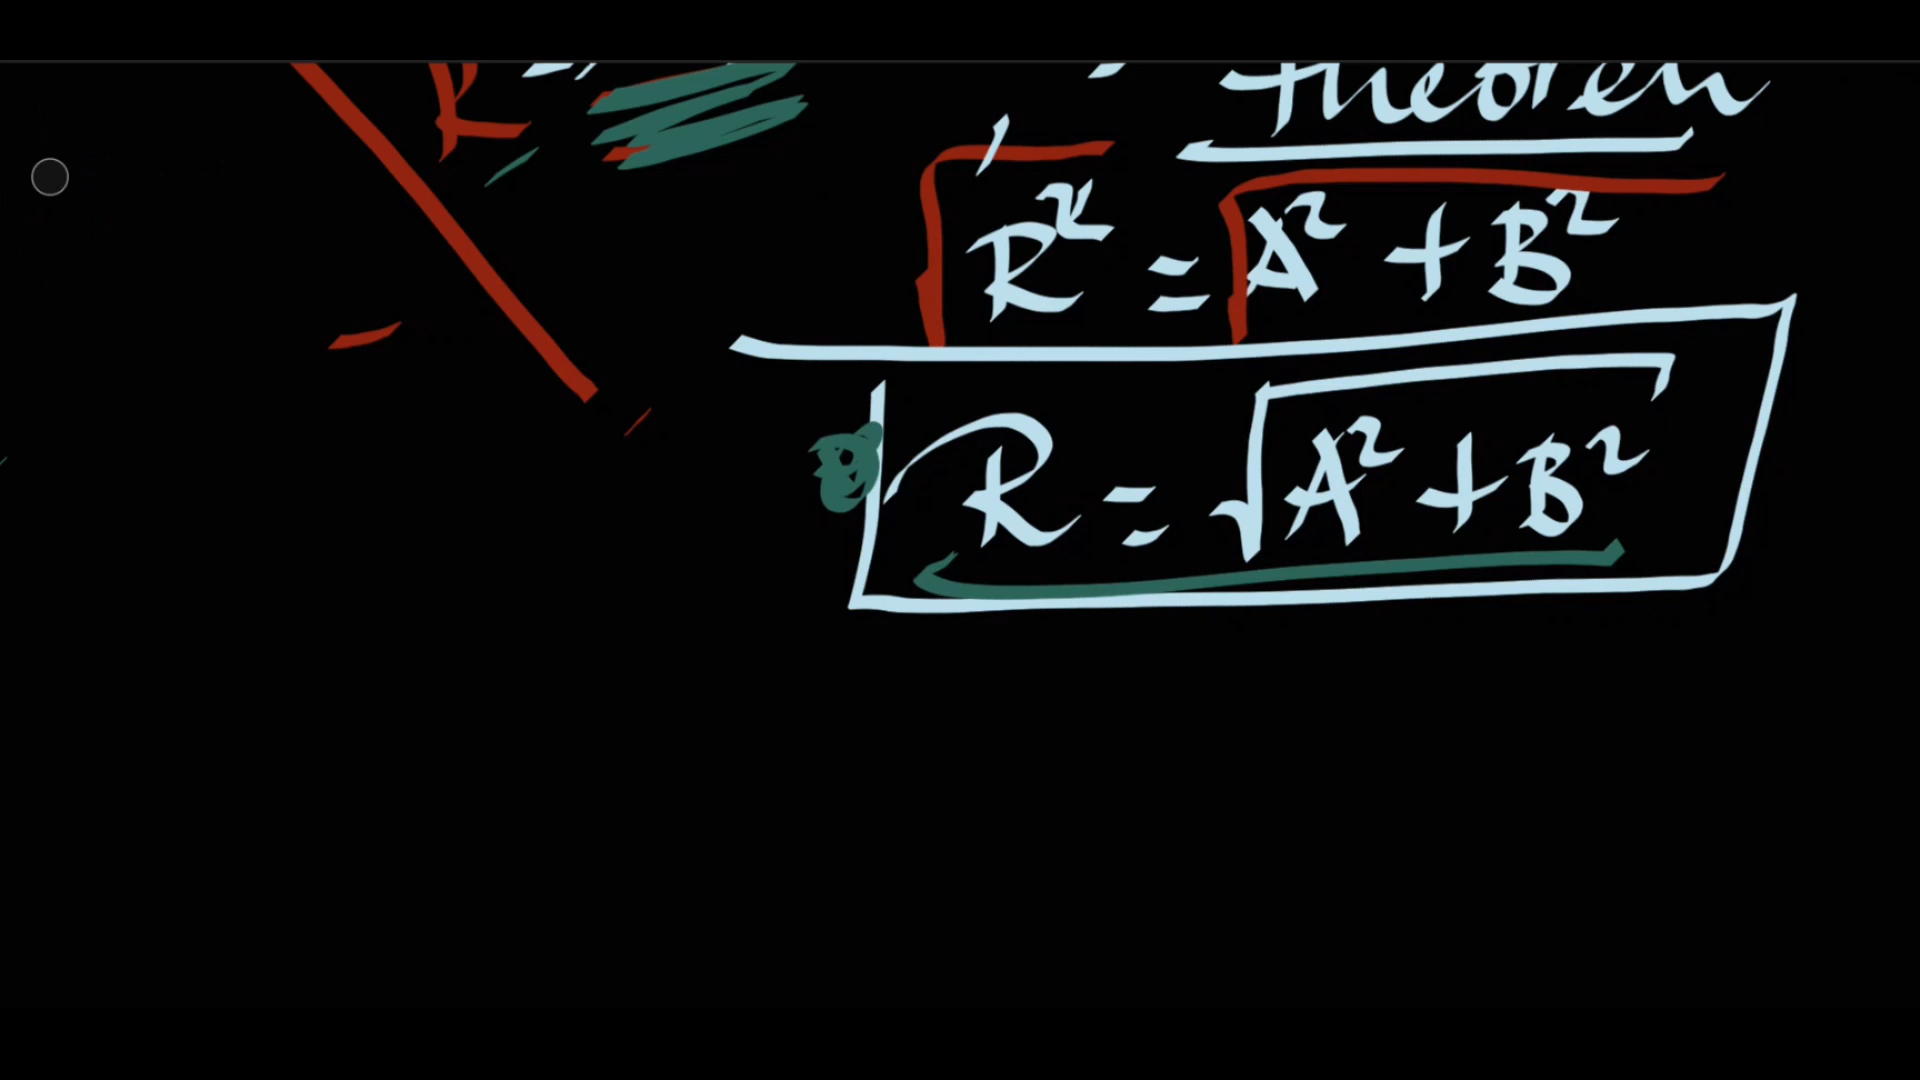 R
theorem
√R² = √A² + B²
R = √A² + B²